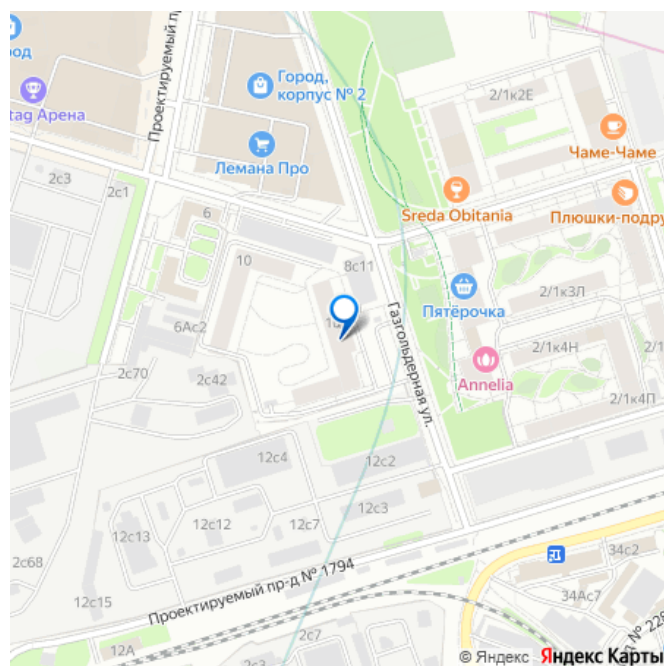 Проектируемый пр
род
tag Арена
Город,
корпус № 2
Лемана Про
2/1к2Е
Чаме-Чаме
Sreda Obitania
Плюшки-подру
2с3
2с1
6
10
8с11
Пятёрочка
2/1к3Л
6Ас2
2/1к4Н
Annelia
2с70
2с42
Газгольдерная ул.
2/1к4П
12с4
12с2
12с3
12с13
12с12
12с7
2с68
12с15
Проектируемый пр-д № 1794
34с2
34Ас7
12А
2с7
2с3
© Яндекс Яндекс Карты